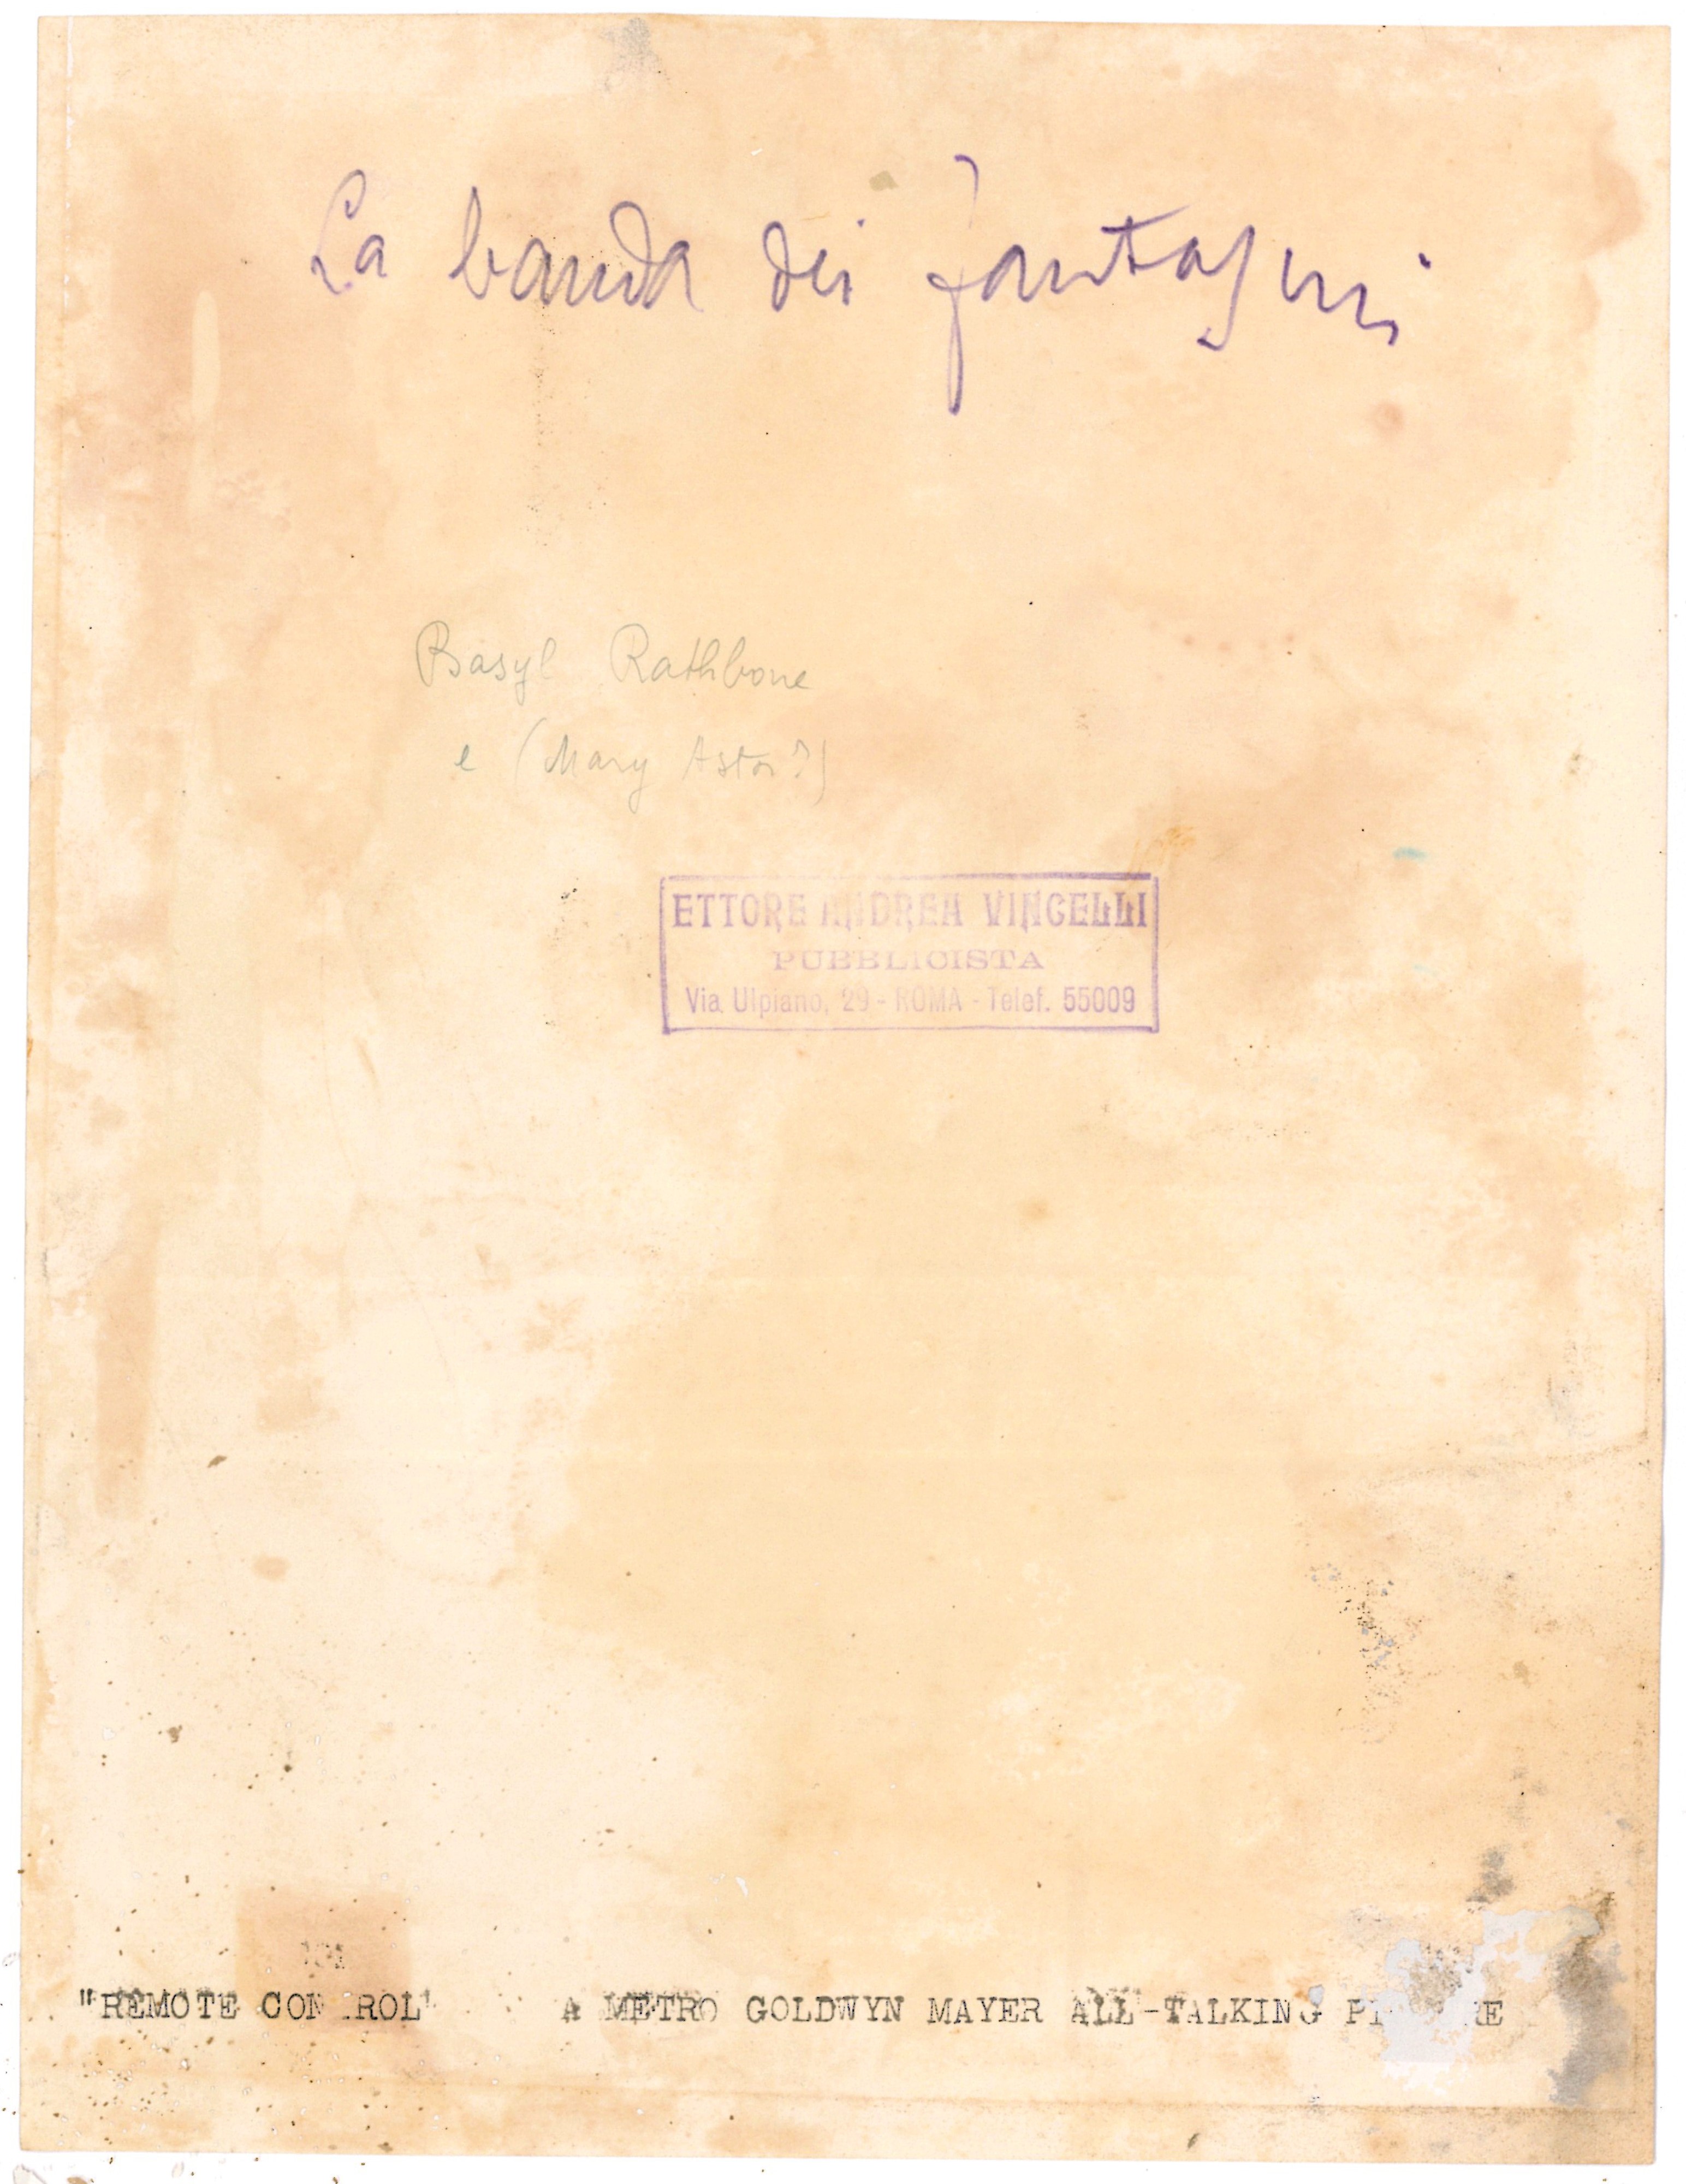 La banda dei fantasmi
Basyl Rathbone
e (Mary Astor?)
ETTORE ANDREA VINCELLI
PUBBLICISTA
Via Ulpiano, 29 - ROMA - Telef. 55009
"REMOTE CONTROL" A METRO GOLDWYN MAYER ALL-TALKING PICTURE